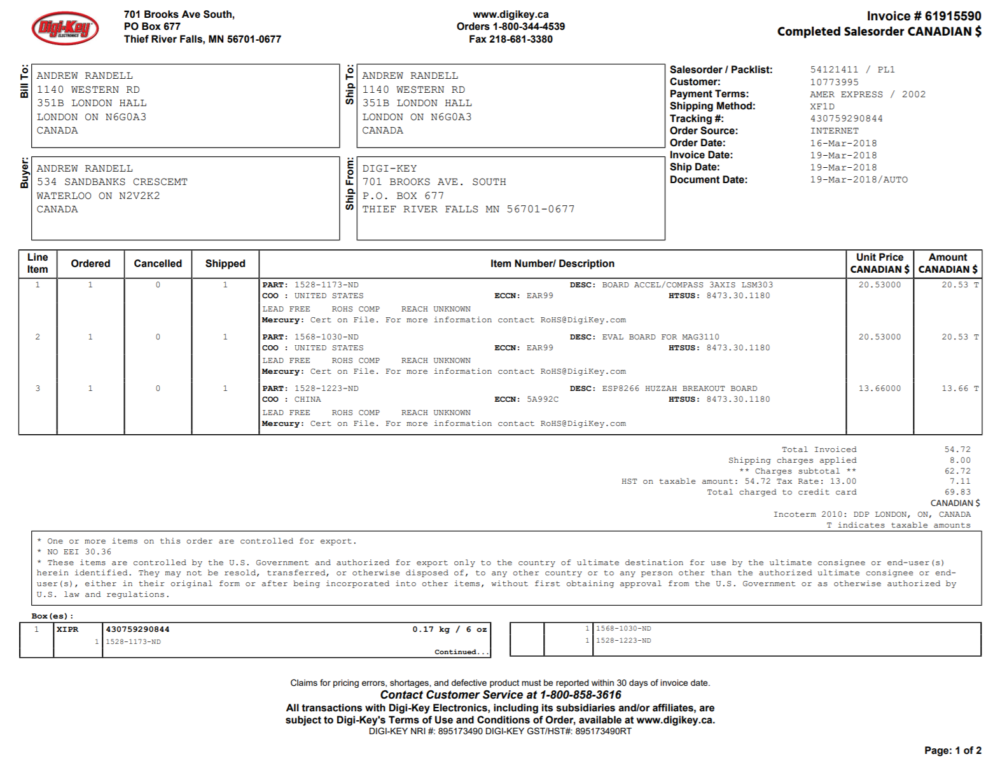 Digi-Key
ELECTRONICS
701 Brooks Ave South,
PO Box 677
Thief River Falls, MN 56701-0677
www.digikey.ca
Orders 1-800-344-4539
Fax 218-681-3380
Invoice # 61915590
Completed Salesorder CANADIAN $
Bill To:
ANDREW RANDELL
1140 WESTERN RD
351B LONDON HALL
LONDON ON N6G0A3
CANADA
Ship To:
ANDREW RANDELL
1140 WESTERN RD
351B LONDON HALL
LONDON ON N6G0A3
CANADA
Salesorder / Packlist: 54121411 / PL1
Customer: 10773995
Payment Terms: AMER EXPRESS / 2002
Shipping Method: XF1D
Tracking #: 430759290844
Order Source: INTERNET
Order Date: 16-Mar-2018
Invoice Date: 19-Mar-2018
Ship Date: 19-Mar-2018
Document Date: 19-Mar-2018/AUTO
Buyer:
ANDREW RANDELL
534 SANDBANKS CRESCEMT
WATERLOO ON N2V2K2
CANADA
Ship From:
DIGI-KEY
701 BROOKS AVE. SOUTH
P.O. BOX 677
THIEF RIVER FALLS MN 56701-0677
Line Item Ordered Cancelled Shipped Item Number/ Description Unit Price CANADIAN $ Amount CANADIAN $
1 1 0 1 PART: 1528-1173-ND DESC: BOARD ACCEL/COMPASS 3AXIS LSM303 20.53000 20.53 T
COO : UNITED STATES ECCN: EAR99 HTSUS: 8473.30.1180
LEAD FREE ROHS COMP REACH UNKNOWN
Mercury: Cert on File. For more information contact RoHS@DigiKey.com
2 1 0 1 PART: 1568-1030-ND DESC: EVAL BOARD FOR MAG3110 20.53000 20.53 T
COO : UNITED STATES ECCN: EAR99 HTSUS: 8473.30.1180
LEAD FREE ROHS COMP REACH UNKNOWN
Mercury: Cert on File. For more information contact RoHS@DigiKey.com
3 1 0 1 PART: 1528-1223-ND DESC: ESP8266 HUZZAH BREAKOUT BOARD 13.66000 13.66 T
COO : CHINA ECCN: 5A992C HTSUS: 8473.30.1180
LEAD FREE ROHS COMP REACH UNKNOWN
Mercury: Cert on File. For more information contact RoHS@DigiKey.com
Total Invoiced 54.72
Shipping charges applied 8.00
** Charges subtotal ** 62.72
HST on taxable amount: 54.72 Tax Rate: 13.00 7.11
Total charged to credit card 69.83
CANADIAN $
Incoterm 2010: DDP LONDON, ON, CANADA
T indicates taxable amounts
* One or more items on this order are controlled for export.
* NO EEI 30.36
* These items are controlled by the U.S. Government and authorized for export only to the country of ultimate destination for use by the ultimate consignee or end-user(s)
herein identified. They may not be resold, transferred, or otherwise disposed of, to any other country or to any person other than the authorized ultimate consignee or end-
user(s), either in their original form or after being incorporated into other items, without first obtaining approval from the U.S. Government or as otherwise authorized by
U.S. law and regulations.
Box(es):
1 XIPR 430759290844 0.17 kg / 6 oz
1 1528-1173-ND
Continued...
1 1568-1030-ND
1 1528-1223-ND
Claims for pricing errors, shortages, and defective product must be reported within 30 days of invoice date.
Contact Customer Service at 1-800-858-3616
All transactions with Digi-Key Electronics, including its subsidiaries and/or affiliates, are
subject to Digi-Key's Terms of Use and Conditions of Order, available at www.digikey.ca.
DIGI-KEY NRI #: 895173490 DIGI-KEY GST/HST#: 895173490RT
Page: 1 of 2